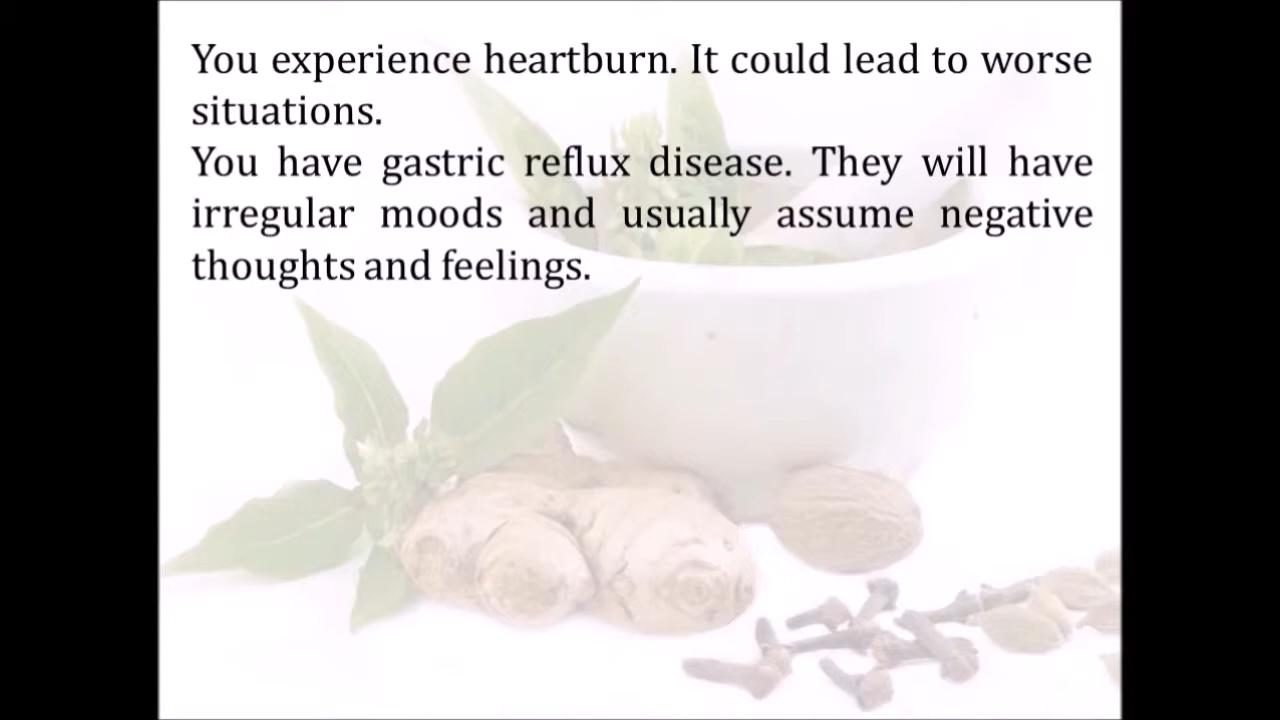 You experience heartburn. It could lead to worse
situations.
You have gastric reflux disease. They will have
irregular moods and usually assume negative
thoughts and feelings.